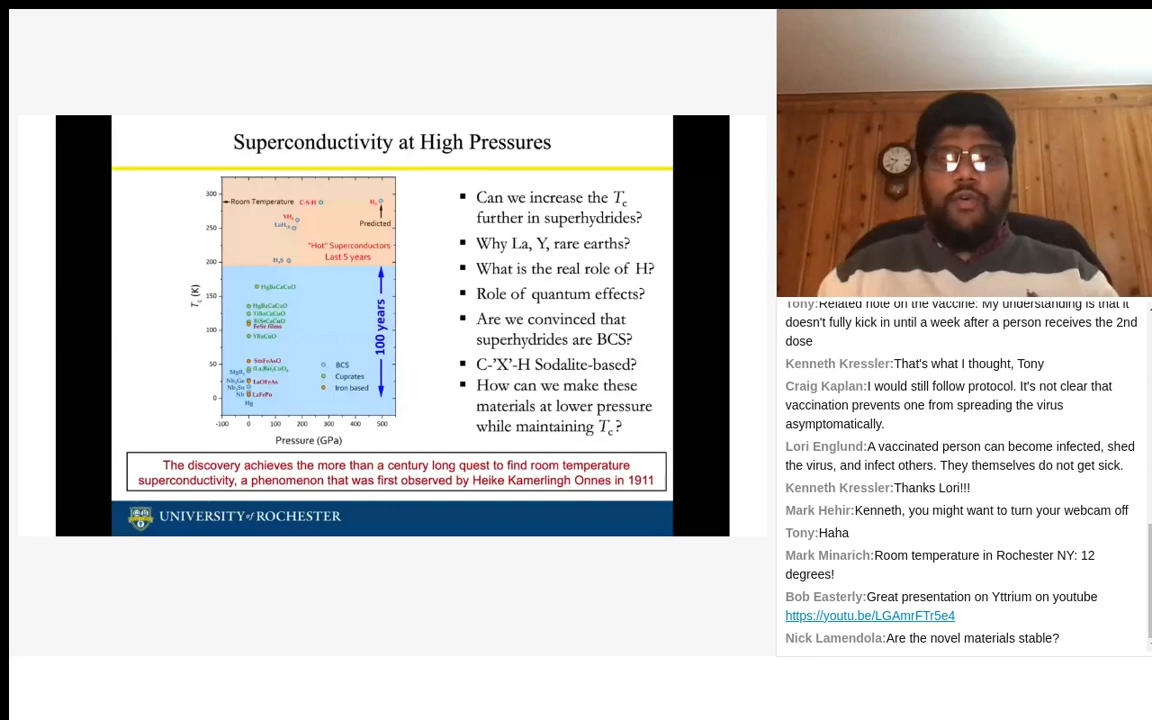 Superconductivity at High Pressures
300
250
200
150
100
50
0
Tc (K)
Room Temperature
C-S-H
H2
Predicted
YH9
LaH10
"Hot" Superconductors
Last 5 years
H3S
HgBaCaCuO
HgBaCaCuO
TlBaCaCuO
BiSrCaCuO
FeSe films
YBaCuO
SmFeAsO
MgB2
Nb3Ge
LaOFeAs
Nb3Sn
Nb
LaFePo
Hg
BCS
Cuprates
Iron based
100 years
-100 0 100 200 300 400 500
Pressure (GPa)
▪ Can we increase the Tc
further in superhydrides?
▪ Why La, Y, rare earths?
▪ What is the real role of H?
▪ Role of quantum effects?
▪ Are we convinced that
superhydrides are BCS?
▪ C-'X'-H Sodalite-based?
▪ How can we make these
materials at lower pressure
while maintaining Tc?
The discovery achieves the more than a century long quest to find room temperature
superconductivity, a phenomenon that was first observed by Heike Kamerlingh Onnes in 1911
UNIVERSITY of ROCHESTER
Tony:Related note on the vaccine: My understanding is that it
doesn't fully kick in until a week after a person receives the 2nd
dose
Kenneth Kressler:That's what I thought, Tony
Craig Kaplan:I would still follow protocol. It's not clear that
vaccination prevents one from spreading the virus
asymptomatically.
Lori Englund:A vaccinated person can become infected, shed
the virus, and infect others. They themselves do not get sick.
Kenneth Kressler:Thanks Lori!!!
Mark Hehir:Kenneth, you might want to turn your webcam off
Tony:Haha
Mark Minarich:Room temperature in Rochester NY: 12
degrees!
Bob Easterly:Great presentation on Yttrium on youtube
https://youtu.be/LGAmrFTr5e4
Nick Lamendola:Are the novel materials stable?